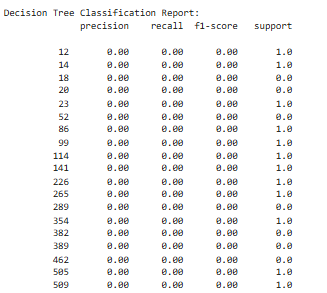 Decision Tree Classification Report:
precision recall f1-score support
12 0.00 0.00 0.00 1.0
14 0.00 0.00 0.00 1.0
18 0.00 0.00 0.00 0.0
20 0.00 0.00 0.00 0.0
23 0.00 0.00 0.00 1.0
52 0.00 0.00 0.00 0.0
86 0.00 0.00 0.00 1.0
99 0.00 0.00 0.00 1.0
114 0.00 0.00 0.00 1.0
141 0.00 0.00 0.00 1.0
226 0.00 0.00 0.00 1.0
265 0.00 0.00 0.00 1.0
289 0.00 0.00 0.00 0.0
354 0.00 0.00 0.00 1.0
382 0.00 0.00 0.00 0.0
389 0.00 0.00 0.00 0.0
462 0.00 0.00 0.00 0.0
505 0.00 0.00 0.00 1.0
509 0.00 0.00 0.00 1.0